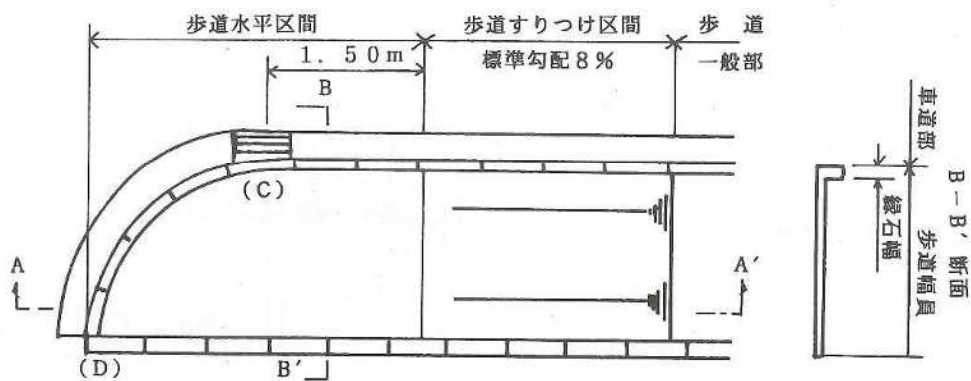 歩道水平区間
歩道すりつけ区間
歩 道
1.50m
標準勾配8%
一般部
B
(C)
A
A′
(D)
B′
車道部
縁石幅
歩道幅員
B-B′断面